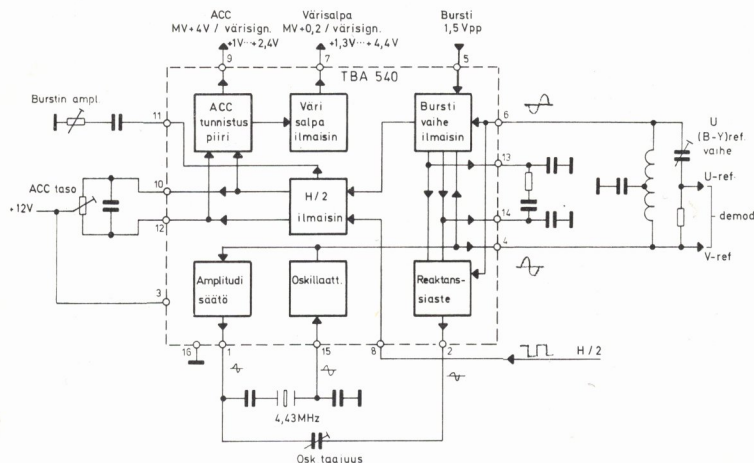 ACC
MV+4V / värisign.
+1V...+2,4V
Värisalpa
MV+0,2 / värisign.
+1,3V...+4,4V
Bursti
1,5Vpp
9
7
5
TBA 540
Burstin ampl.
11
ACC
tunnistus
piiri
Väri
salpa
ilmaisin
Bursti
vaihe
ilmaisin
6
U
(B-Y)ref.
vaihe
13
U-ref.
ACC taso
10
H/2
ilmaisin
demod
+12V
12
14
4
V-ref
3
Amplitudi
säätö
Oskillaatt.
Reaktans-
siaste
16
1
15
8
2
H/2
4,43MHz
Osk taajuus